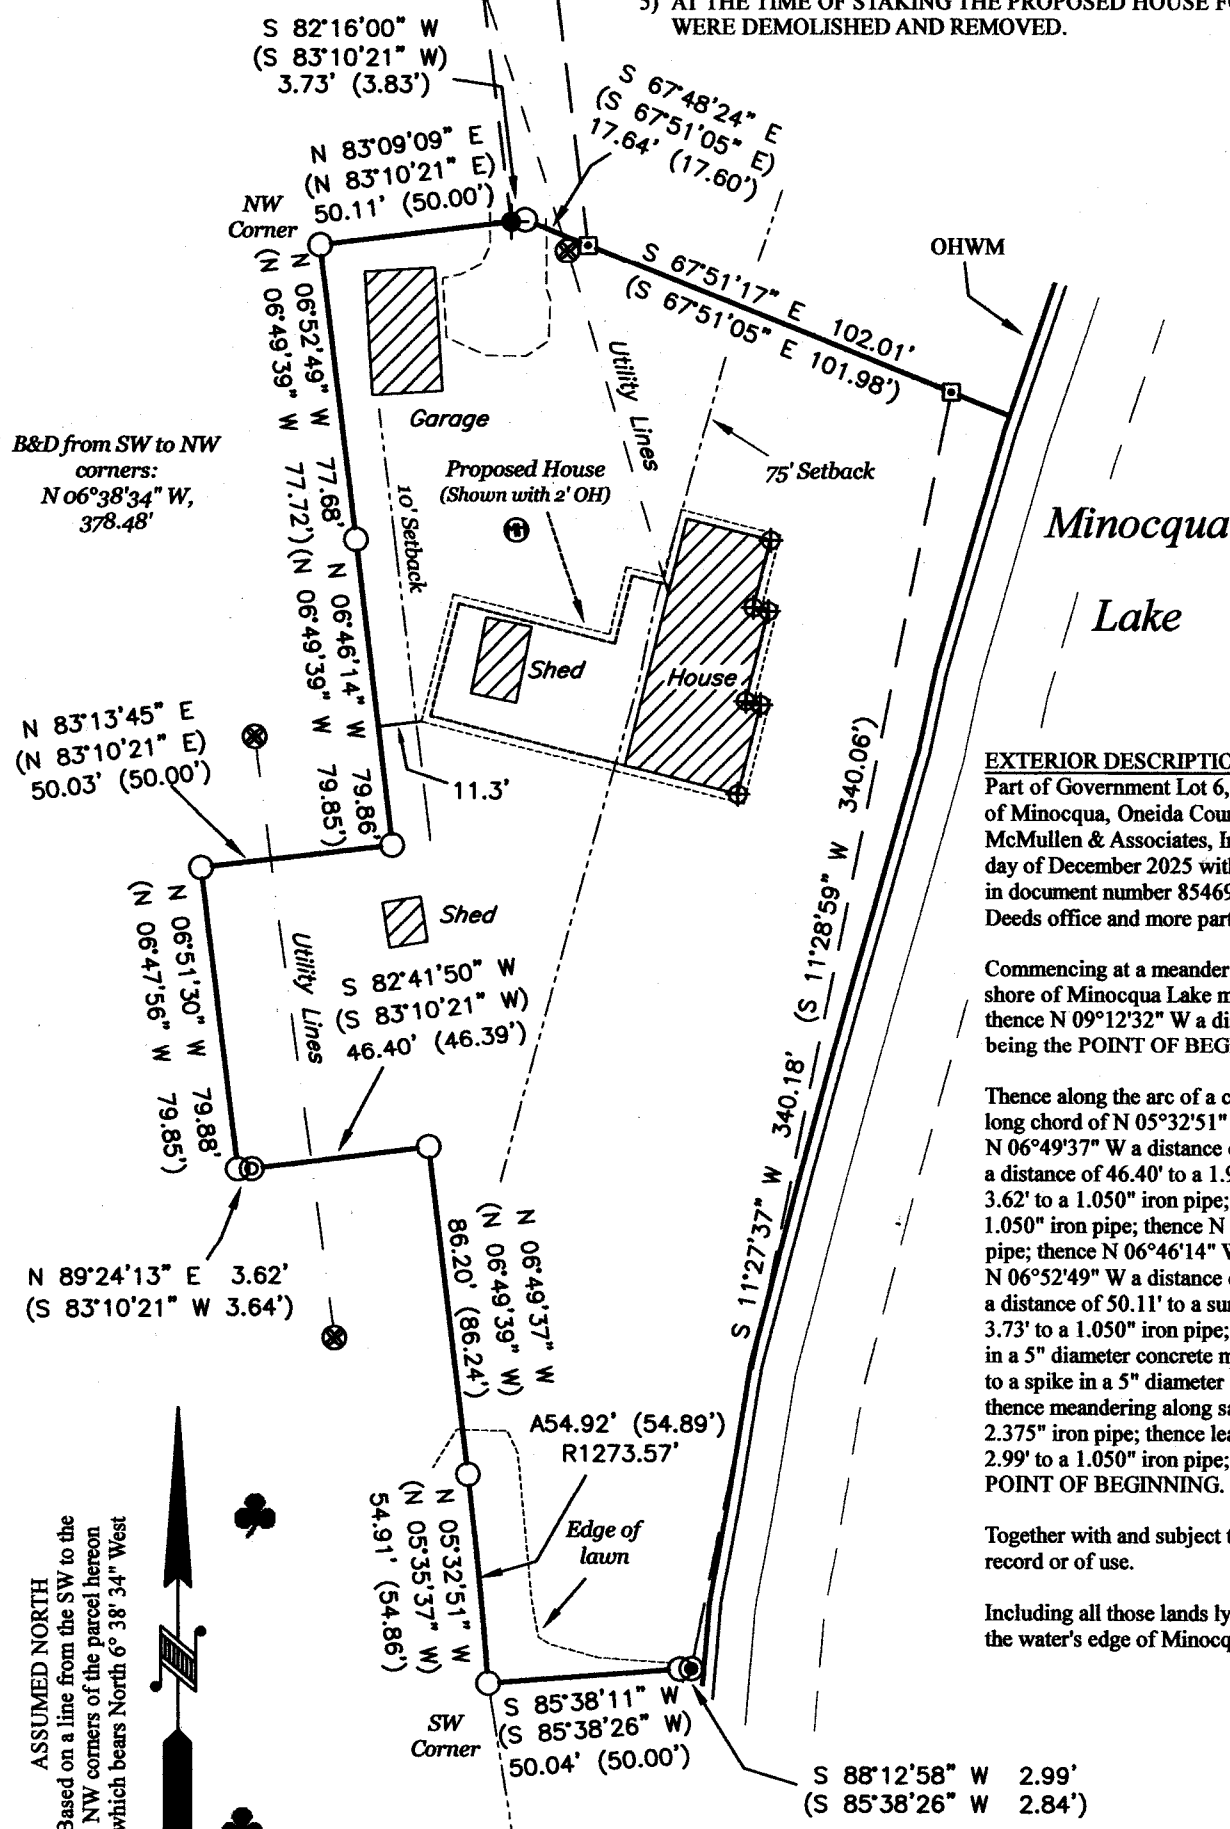 5) AT THE TIME OF STAKING THE PROPOSED HOUSE
WERE DEMOLISHED AND REMOVED.
S 82°16'00" W
(S 83°10'21" W)
3.73' (3.83')
S 67°48'24" E
(S 67°51'05" E)
17.64' (17.60')
N 83°09'09" E
(N 83°10'21" E)
50.11' (50.00')
NW
Corner
OHWM
S 67°51'17" E 102.01'
(S 67°51'05" E 101.98')
N 06°52'49" W 77.68'
(N 06°49'39" W 77.72')
Garage
Utility Lines
75' Setback
B&D from SW to NW
corners:
N 06°38'34" W,
378.48'
Proposed House
(Shown with 2' OH)
10' Setback
Minocqua
Lake
N 06°46'14" W 79.86'
(N 06°49'39" W 79.85')
Shed
House
N 83°13'45" E
(N 83°10'21" E)
50.03' (50.00')
11.3'
S 11°27'37" W 340.18' (S 11°28'59" W 340.06')
N 06°51'30" W 79.88'
(N 06°47'56" W 79.85')
Shed
Utility Lines
S 82°41'50" W
(S 83°10'21" W)
46.40' (46.39')
N 89°24'13" E 3.62'
(S 83°10'21" W 3.64')
N 06°49'37" W
(N 06°49'39" W)
86.20' (86.24')
A54.92' (54.89')
R1273.57'
Edge of
lawn
N 05°32'51" W
(N 05°35'37" W)
54.91' (54.86')
SW
Corner
S 85°38'11" W
(S 85°38'26" W)
50.04' (50.00')
S 88°12'58" W 2.99'
(S 85°38'26" W 2.84')
ASSUMED NORTH
Based on a line from the SW to the
NW corners of the parcel hereon
which bears North 6° 38' 34" West
EXTERIOR
Part of Government Lot 6,
of Minocqua, Oneida
McMullen & Associates,
day of December 2025
in document number 85469
Deeds office and more
Commencing at a meander
shore of Minocqua Lake
thence N 09°12'32" W a
being the POINT OF
Thence along the arc of a
long chord of N 05°32'51"
N 06°49'37" W a distance
a distance of 46.40' to a
3.62' to a 1.050" iron pipe;
1.050" iron pipe; thence N
pipe; thence N 06°46'14"
N 06°52'49" W a distance
a distance of 50.11' to a
3.73' to a 1.050" iron pipe;
in a 5" diameter concrete
to a spike in a 5" diameter
thence meandering along
2.375" iron pipe; thence
2.99' to a 1.050" iron pipe;
POINT OF BEGINNING.
Together with and subject
record or of use.
Including all those lands
the water's edge of